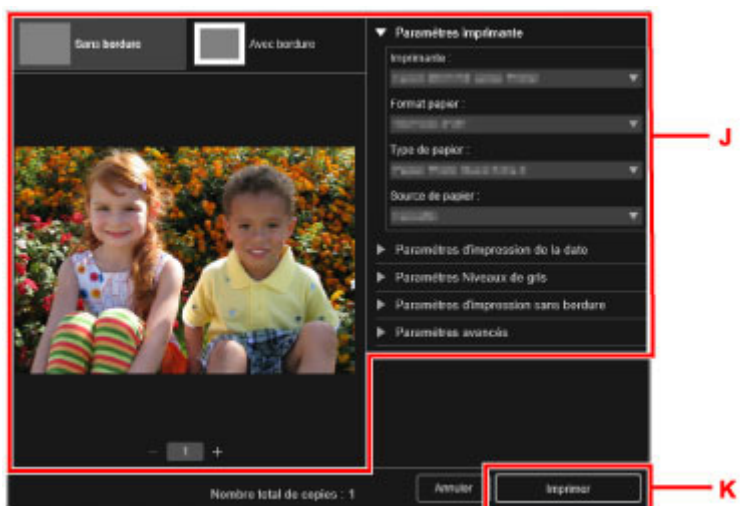 Sans bordure
Avec bordure
▼ Paramètres imprimante
Imprimante :
Format papier :
Type de papier :
Source de papier :
▶ Paramètres d'impression de la date
▶ Paramètres Niveaux de gris
▶ Paramètres d'impression sans bordure
▶ Paramètres avancés
J
− 1 +
Nombre total de copies : 1
Annuler
Imprimer
K